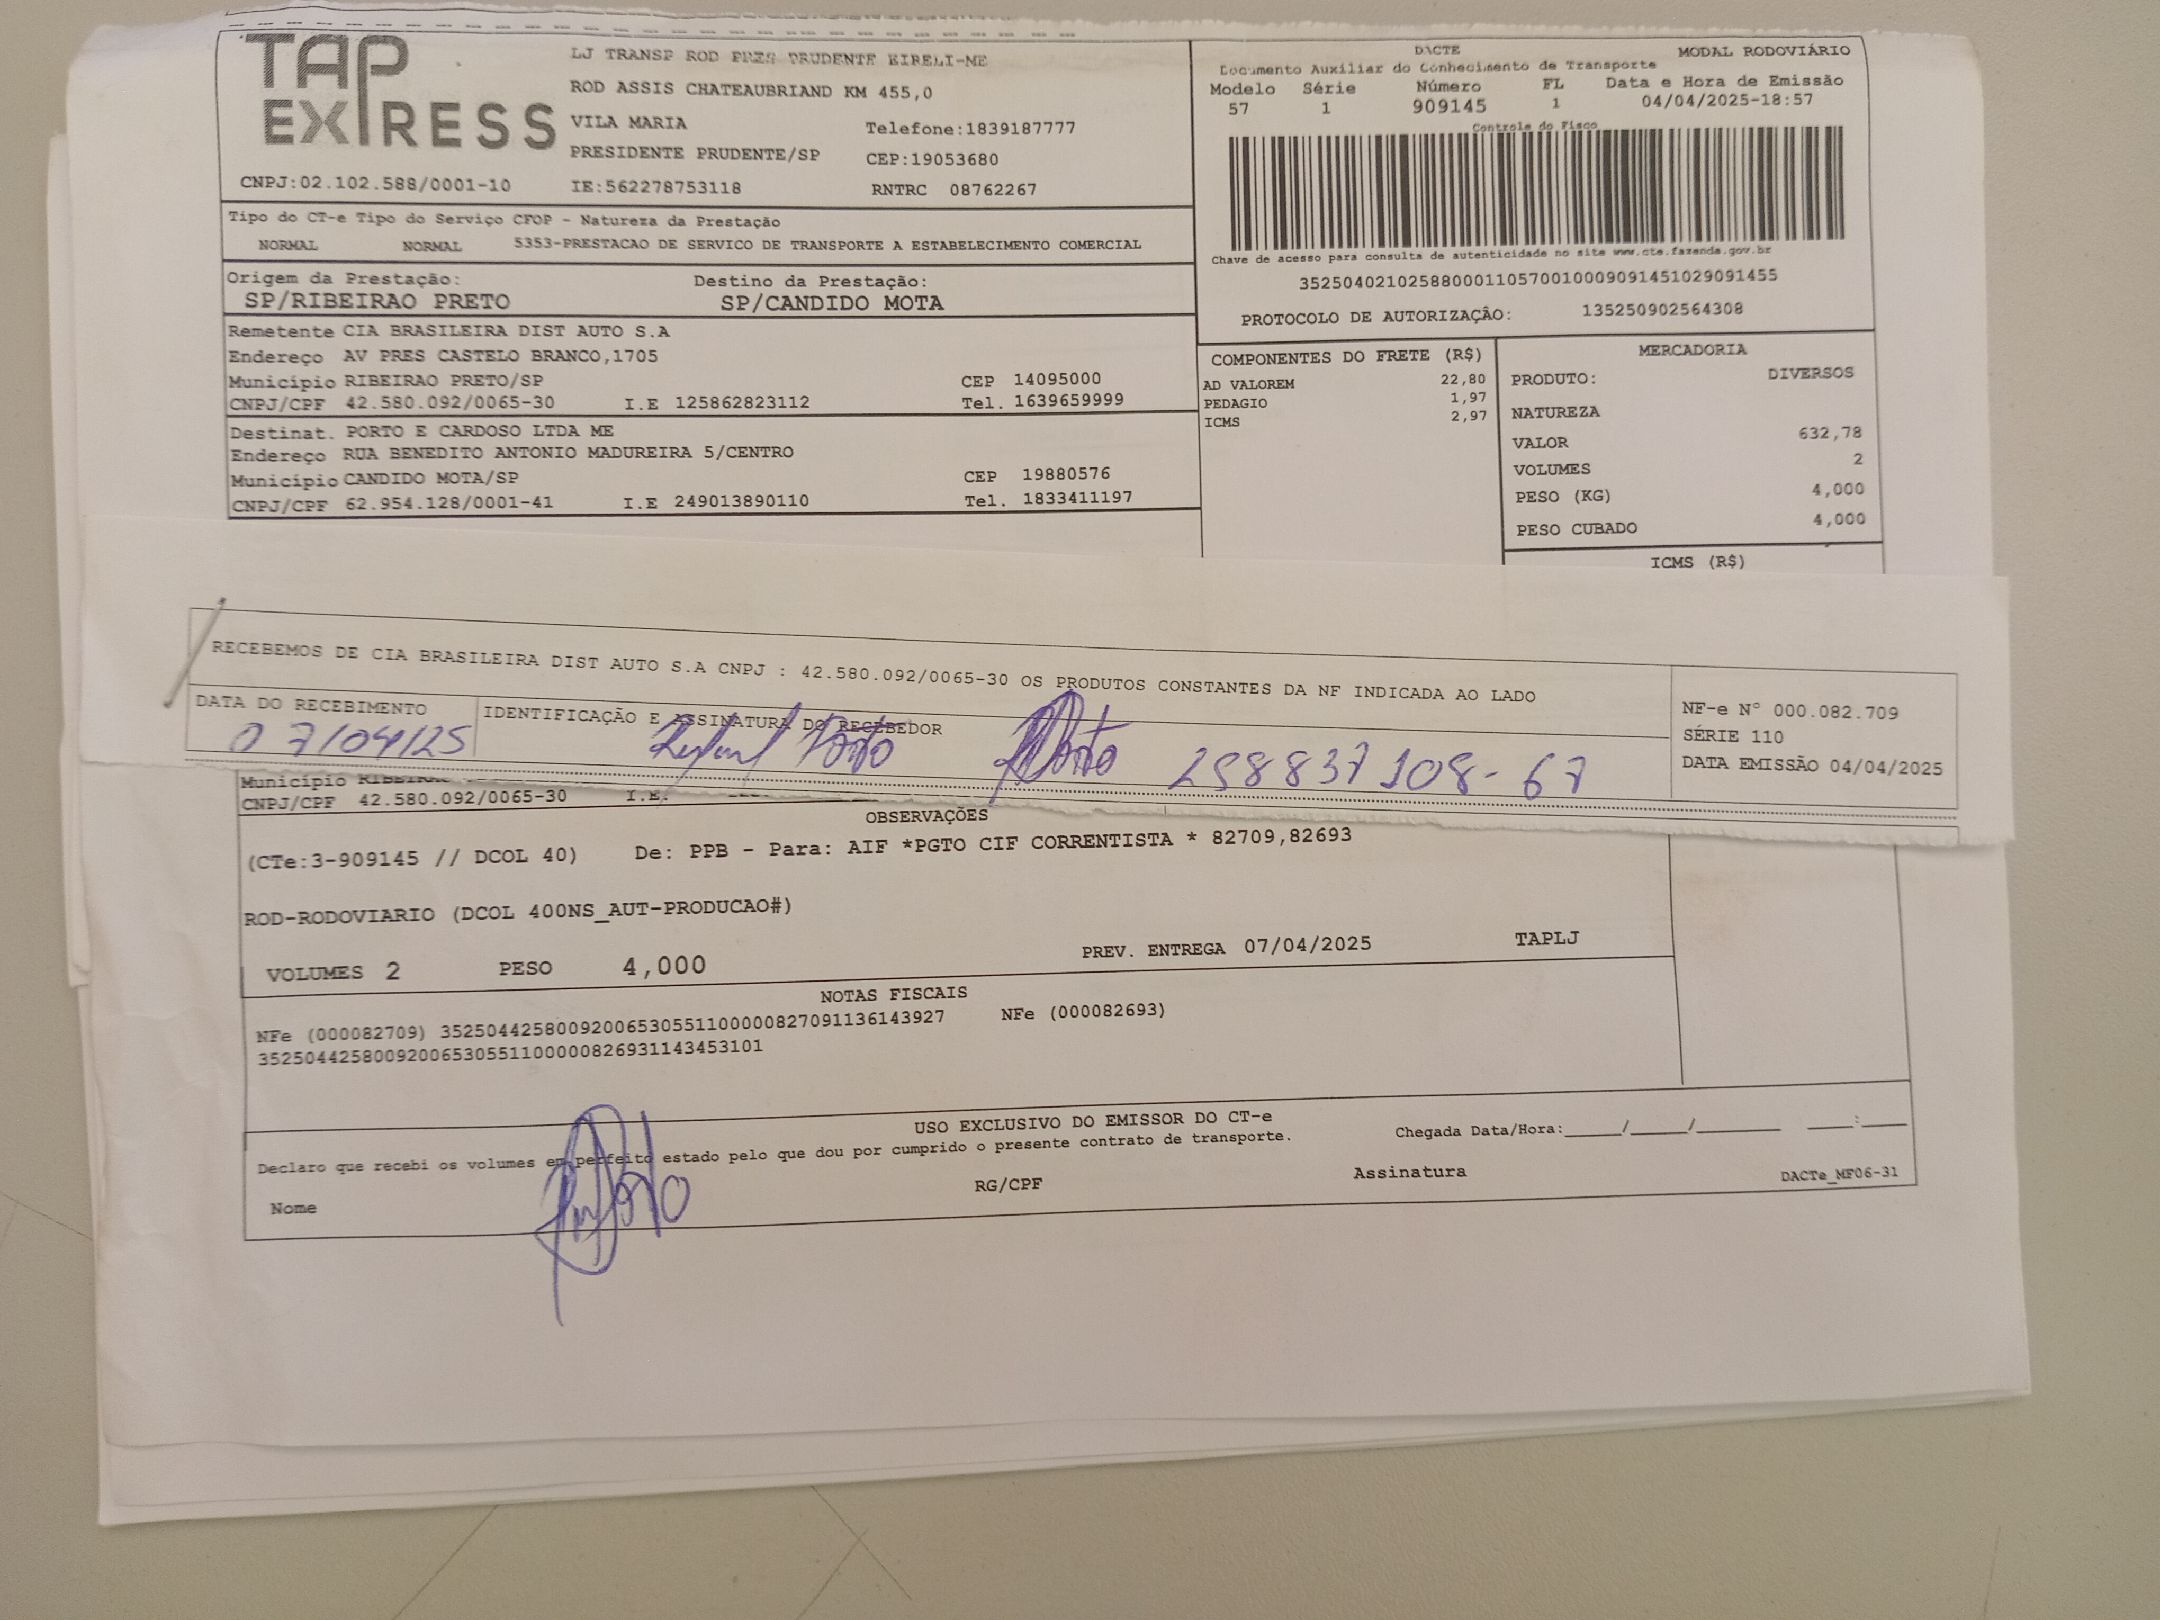 TAP EXPRESS
LJ TRANSP ROD PRES PRUDENTE EIRELI-ME
ROD ASSIS CHATEAUBRIAND KM 455,0
VILA MARIA Telefone:1839187777
PRESIDENTE PRUDENTE/SP CEP:19053680
CNPJ:02.102.588/0001-10 IE:562278753118 RNTRC 08762267
DACTE MODAL RODOVIÁRIO
Documento Auxiliar do Conhecimento de Transporte
Modelo Série Número FL Data e Hora de Emissão
57 1 909145 1 04/04/2025-18:57
Controle do Fisco
Chave de acesso para consulta de autenticidade no site www.cte.fazenda.gov.br
35250402102588000110570010009091451029091455
PROTOCOLO DE AUTORIZAÇÃO: 135250902564308
Tipo do CT-e Tipo do Serviço CFOP - Natureza da Prestação
NORMAL NORMAL 5353-PRESTACAO DE SERVICO DE TRANSPORTE A ESTABELECIMENTO COMERCIAL
Origem da Prestação: Destino da Prestação:
SP/RIBEIRAO PRETO SP/CANDIDO MOTA
Remetente CIA BRASILEIRA DIST AUTO S.A
Endereço AV PRES CASTELO BRANCO,1705
Município RIBEIRAO PRETO/SP CEP 14095000
CNPJ/CPF 42.580.092/0065-30 I.E 125862823112 Tel. 1639659999
Destinat. PORTO E CARDOSO LTDA ME
Endereço RUA BENEDITO ANTONIO MADUREIRA 5/CENTRO
Município CANDIDO MOTA/SP CEP 19880576
CNPJ/CPF 62.954.128/0001-41 I.E 249013890110 Tel. 1833411197
COMPONENTES DO FRETE (R$)
AD VALOREM 22,80
PEDAGIO 1,97
ICMS 2,97
MERCADORIA
PRODUTO: DIVERSOS
NATUREZA
VALOR 632,78
VOLUMES 2
PESO (KG) 4,000
PESO CUBADO 4,000
ICMS (R$)
RECEBEMOS DE CIA BRASILEIRA DIST AUTO S.A CNPJ : 42.580.092/0065-30 OS PRODUTOS CONSTANTES DA NF INDICADA AO LADO
DATA DO RECEBIMENTO IDENTIFICAÇÃO E ASSINATURA DO RECEBEDOR
07/04/25 Porto 258837108-67
NF-e N° 000.082.709
SÉRIE 110
DATA EMISSÃO 04/04/2025
Município
CNPJ/CPF 42.580.092/0065-30 I.E.
OBSERVAÇÕES
(CTe:3-909145 // DCOL 40) De: PPB - Para: AIF *PGTO CIF CORRENTISTA * 82709,82693
ROD-RODOVIARIO (DCOL 400NS_AUT-PRODUCAO#)
VOLUMES 2 PESO 4,000 PREV. ENTREGA 07/04/2025 TAPLJ
NOTAS FISCAIS
NFe (000082709) 35250442580092006530551100000827091136143927 NFe (000082693)
35250442580092006530551100000826931143453101
USO EXCLUSIVO DO EMISSOR DO CT-e
Declaro que recebi os volumes em perfeito estado pelo que dou por cumprido o presente contrato de transporte. Chegada Data/Hora:_____/_____/_______ ____:____
Nome RG/CPF Assinatura DACTe_MF06-31